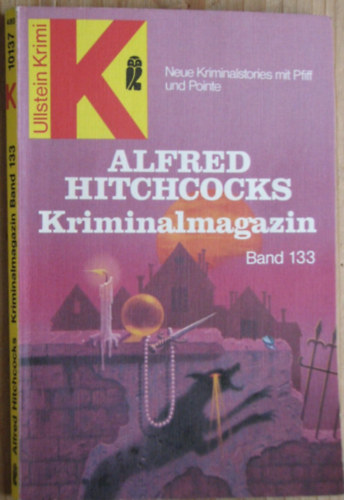 Ullstein Krimi
K
Neue Kriminalstories mit Pfiff
und Pointe
ALFRED
HITCHCOCKS
Kriminalmagazin
Band 133
Alfred Hitchcocks Kriminalmagazin Band 133 K 10137